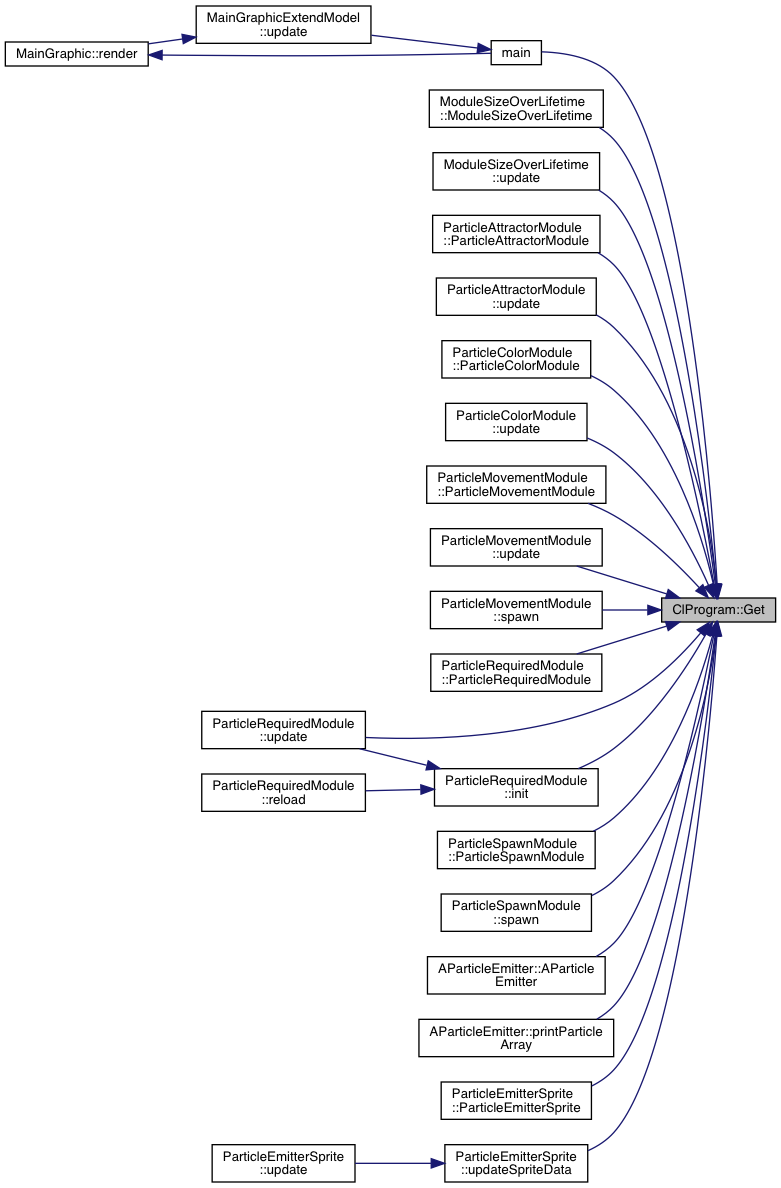 MainGraphicExtendModel
::update
MainGraphic::render
main
ModuleSizeOverLifetime
::ModuleSizeOverLifetime
ModuleSizeOverLifetime
::update
ParticleAttractorModule
::ParticleAttractorModule
ParticleAttractorModule
::update
ParticleColorModule
::ParticleColorModule
ParticleColorModule
::update
ParticleMovementModule
::ParticleMovementModule
ParticleMovementModule
::update
ParticleMovementModule
::spawn
ClProgram::Get
ParticleRequiredModule
::ParticleRequiredModule
ParticleRequiredModule
::update
ParticleRequiredModule
::init
ParticleRequiredModule
::reload
ParticleSpawnModule
::ParticleSpawnModule
ParticleSpawnModule
::spawn
AParticleEmitter::AParticle
Emitter
AParticleEmitter::printParticle
Array
ParticleEmitterSprite
::ParticleEmitterSprite
ParticleEmitterSprite
::update
ParticleEmitterSprite
::updateSpriteData